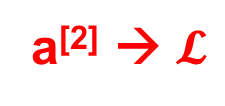 a^[2] → ℒ